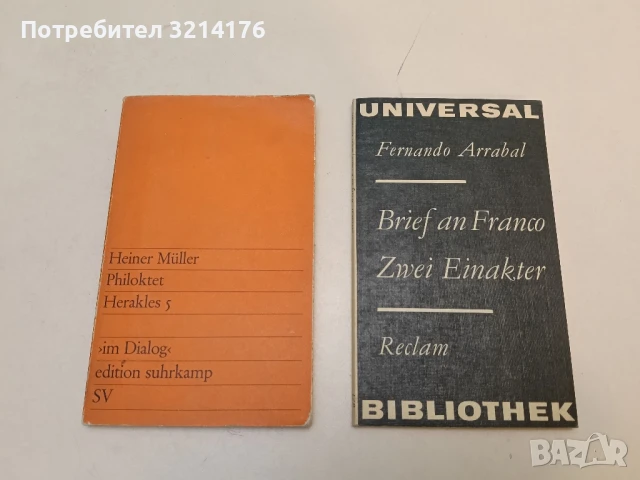 Потребител 3214176
Heiner Müller
Philoktet
Herakles 5
›im Dialog‹
edition suhrkamp
SV
UNIVERSAL
Fernando Arrabal
Brief an Franco
Zwei Einakter
Reclam
BIBLIOTHEK
BAZAR